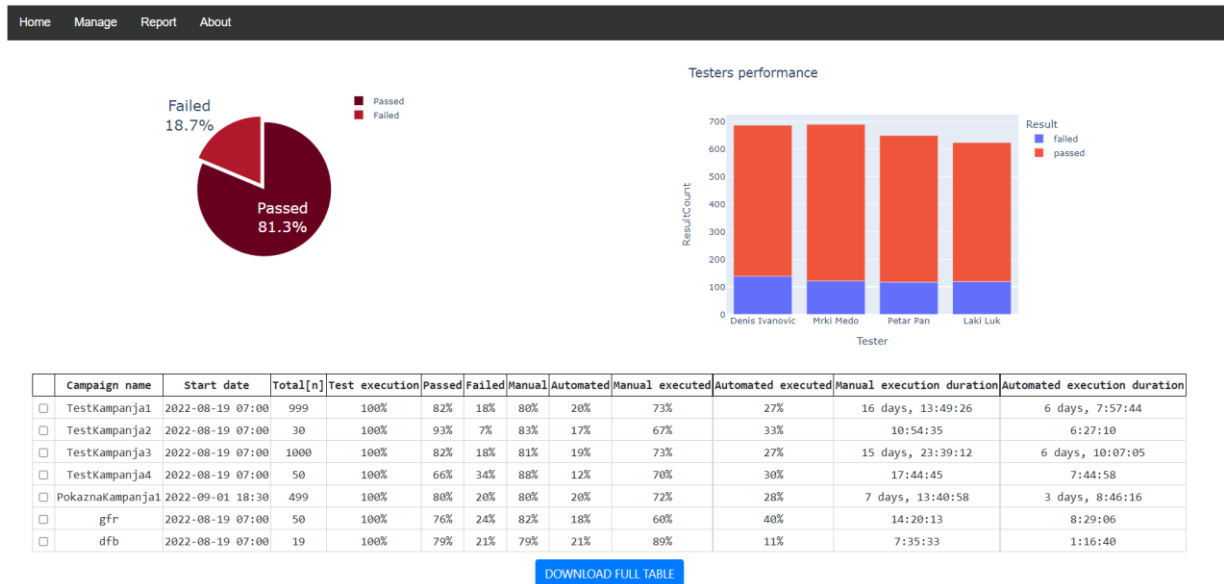 Home Manage Report About
Failed
18.7%
Passed
81.3%
Passed
Failed
Testers performance
700
600
500
400
300
200
100
0
ResultCount
Denis Ivanovic Mrki Medo Petar Pan Laki Luk
Tester
Result
failed
passed
Campaign name Start date Total[n] Test execution Passed Failed Manual Automated Manual executed Automated executed Manual execution duration Automated execution duration
TestKampanja1 2022-08-19 07:00 999 100% 82% 18% 80% 20% 73% 27% 16 days, 13:49:26 6 days, 7:57:44
TestKampanja2 2022-08-19 07:00 30 100% 93% 7% 83% 17% 67% 33% 10:54:35 6:27:10
TestKampanja3 2022-08-19 07:00 1000 100% 82% 18% 81% 19% 73% 27% 15 days, 23:39:12 6 days, 10:07:05
TestKampanja4 2022-08-19 07:00 50 100% 66% 34% 88% 12% 70% 30% 17:44:45 7:44:58
PokaznaKampanja1 2022-09-01 18:30 499 100% 80% 20% 80% 20% 72% 28% 7 days, 13:40:58 3 days, 8:46:16
gfr 2022-08-19 07:00 50 100% 76% 24% 82% 18% 60% 40% 14:20:13 8:29:06
dfb 2022-08-19 07:00 19 100% 79% 21% 79% 21% 89% 11% 7:35:33 1:16:40
DOWNLOAD FULL TABLE